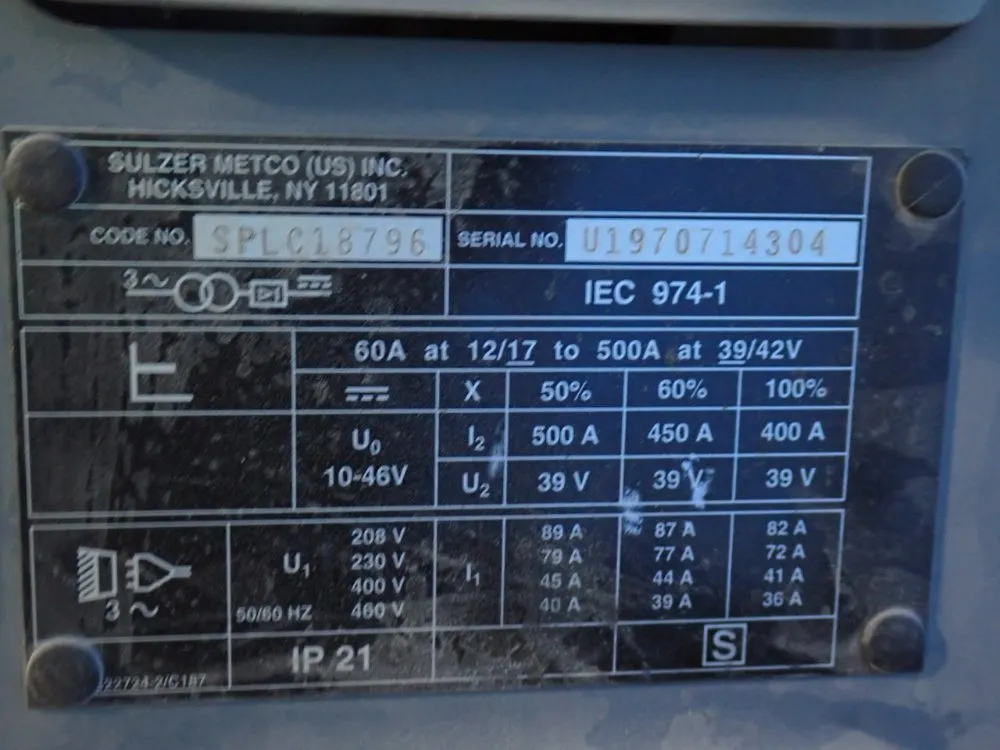 SULZER METCO (US) INC.
HICKSVILLE, NY 11801
CODE NO. SPLC18796
SERIAL NO. U1970714304
3~
IEC 974-1
60A at 12/17 to 500A at 39/42V
X 50% 60% 100%
U0
10-46V
I2 500 A 450 A 400 A
U2 39 V 39 V 39 V
U1
50/60 HZ
208 V
230 V
400 V
460 V
I1
89 A 87 A 82 A
79 A 77 A 72 A
45 A 44 A 41 A
40 A 39 A 36 A
3~
IP 21
S